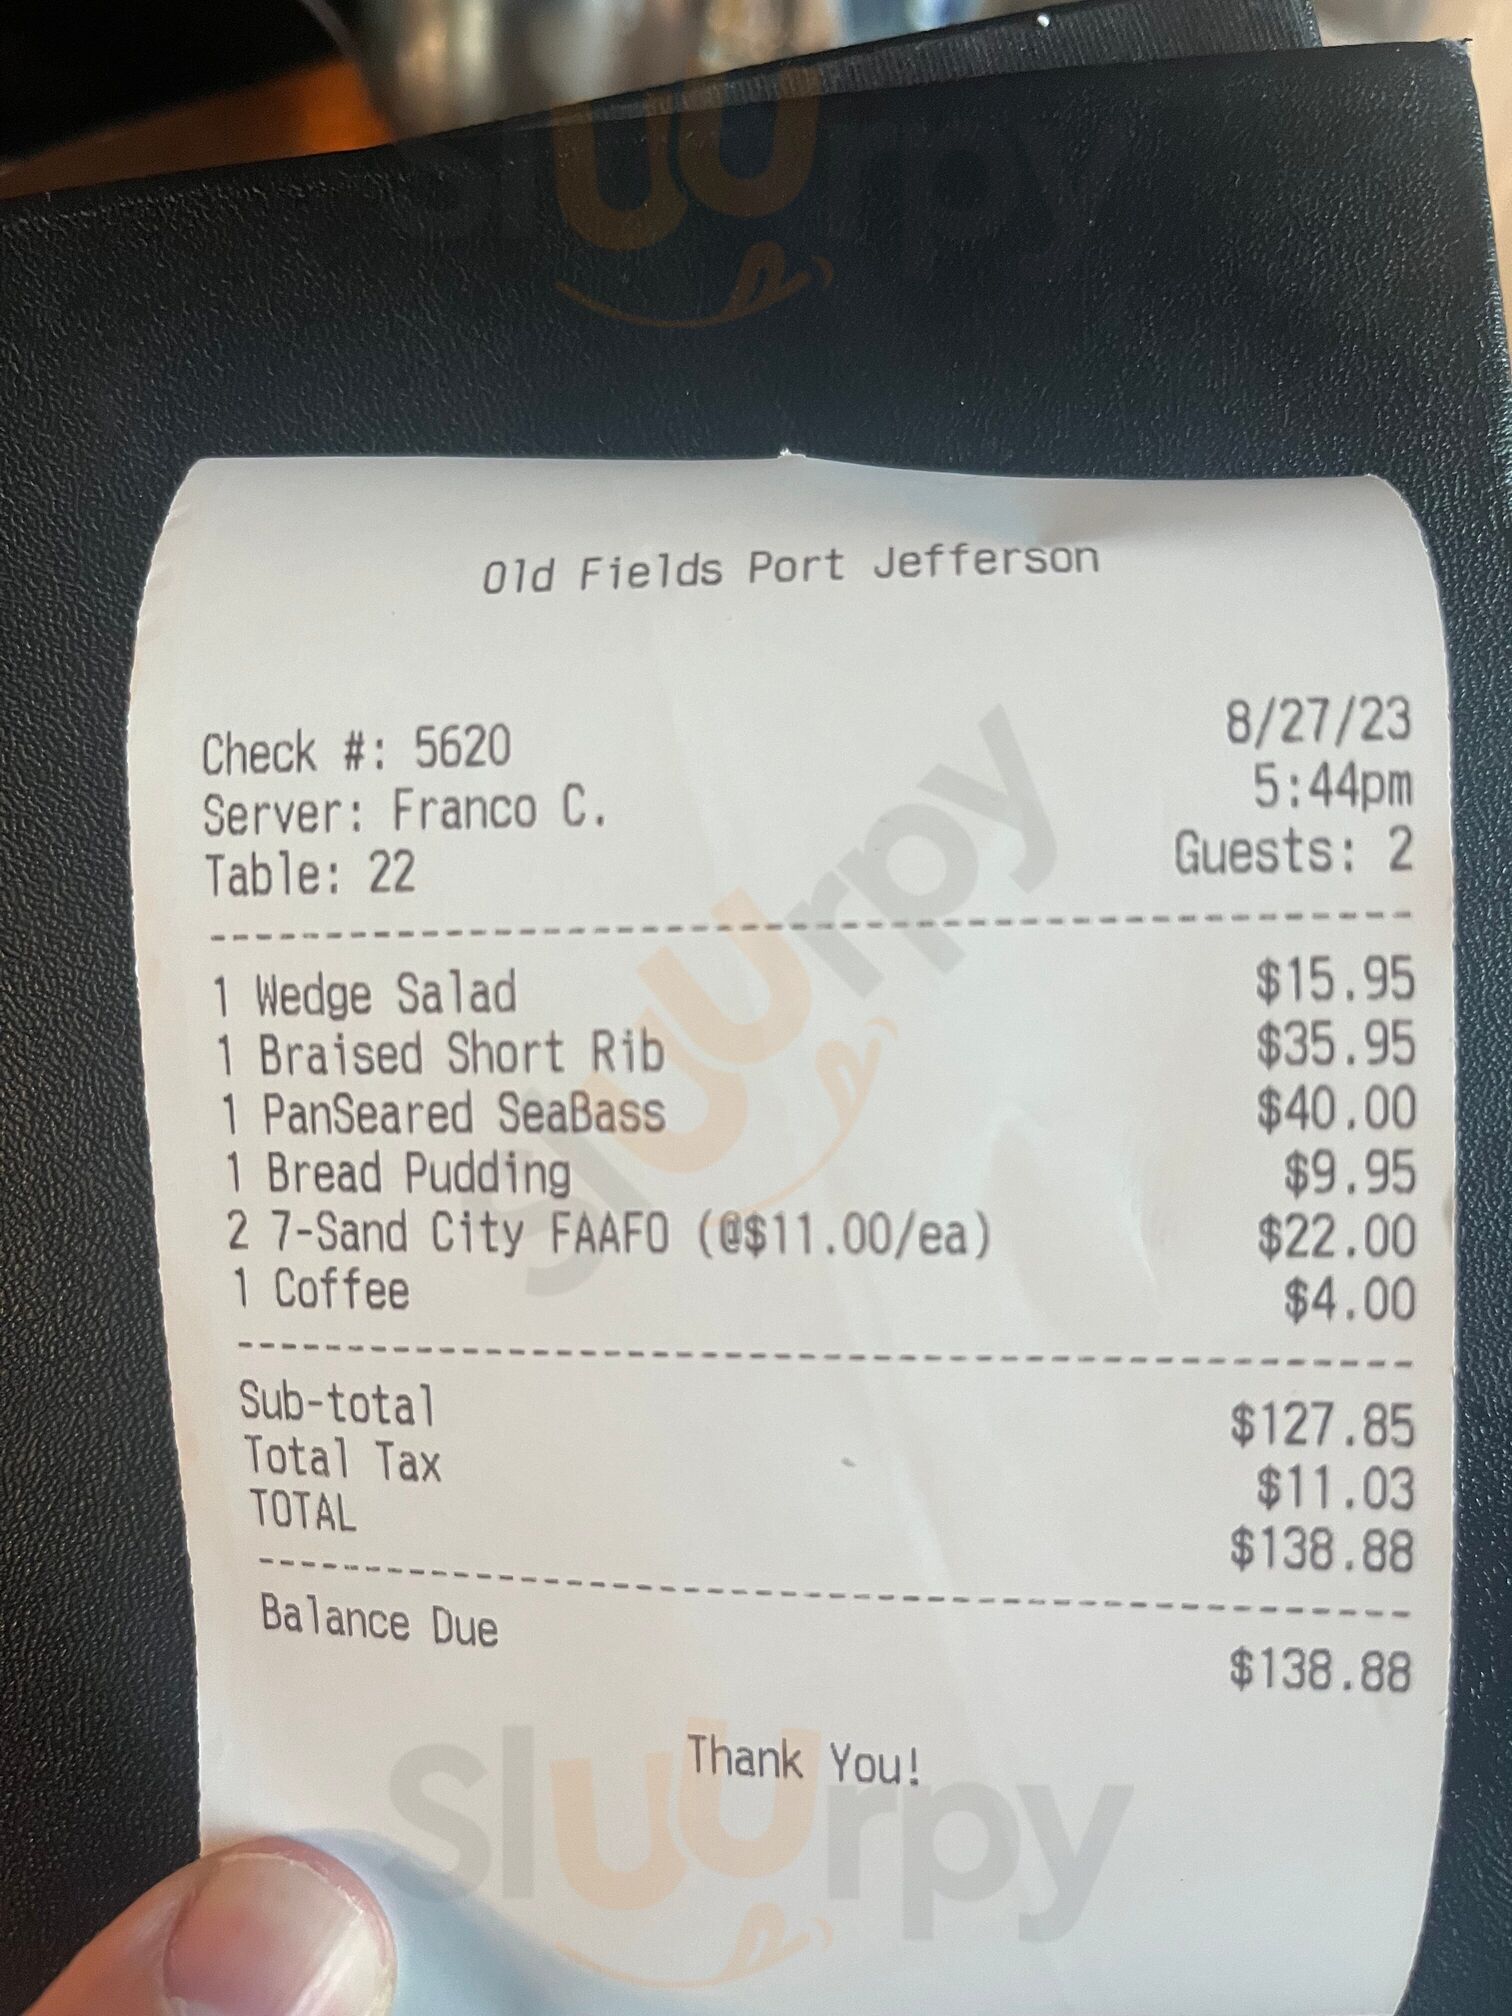 sluurpy
Old Fields Port Jefferson
Check #: 5620 8/27/23
Server: Franco C. 5:44pm
Table: 22 Guests: 2
1 Wedge Salad $15.95
1 Braised Short Rib $35.95
1 PanSeared SeaBass $40.00
1 Bread Pudding $9.95
2 7-Sand City FAAFO (@$11.00/ea) $22.00
1 Coffee $4.00
sluurpy
Sub-total $127.85
Total Tax $11.03
TOTAL $138.88
Balance Due $138.88
Thank You!
sluurpy